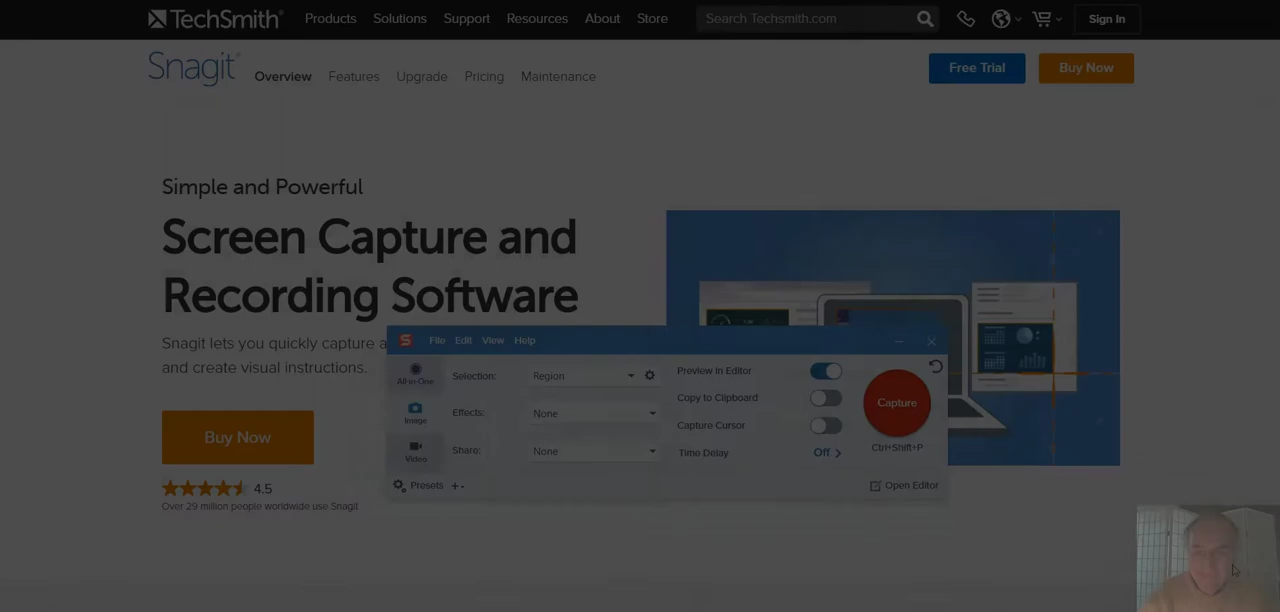 TechSmith® Products Solutions Support Resources About Store Search Techsmith.com Sign In
Snagit® Overview Features Upgrade Pricing Maintenance Free Trial Buy Now
Simple and Powerful
Screen Capture and
Recording Software
Snagit lets you quickly capture a
and create visual instructions.
Buy Now
4.5
Over 29 million people worldwide use Snagit
S File Edit View Help
All-in-One
Image
Video
Selection: Region
Effects: None
Share: None
Preview in Editor
Copy to Clipboard
Capture Cursor
Time Delay Off
Capture
Ctrl+Shift+P
Presets
Open Editor